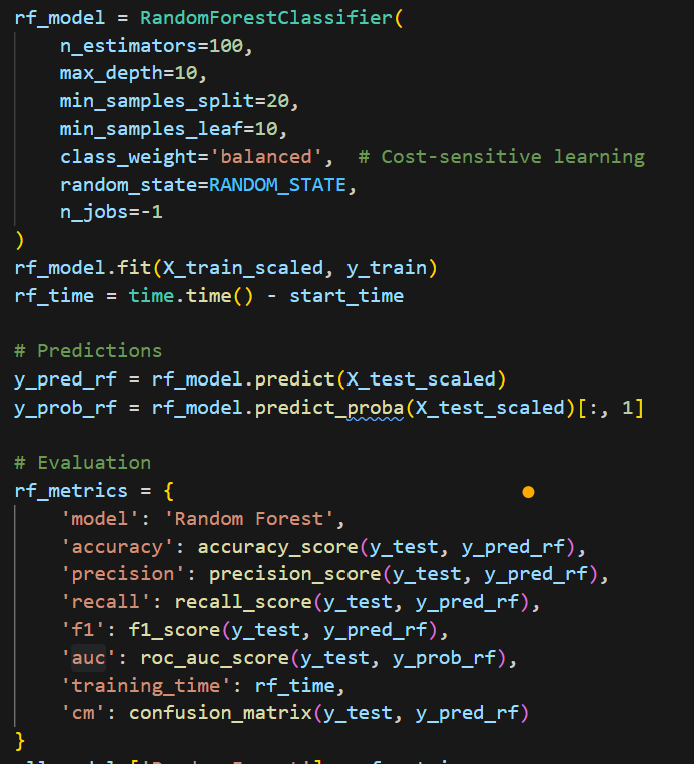 rf_model = RandomForestClassifier(
    n_estimators=100,
    max_depth=10,
    min_samples_split=20,
    min_samples_leaf=10,
    class_weight='balanced',  # Cost-sensitive learning
    random_state=RANDOM_STATE,
    n_jobs=-1
)
rf_model.fit(X_train_scaled, y_train)
rf_time = time.time() - start_time

# Predictions
y_pred_rf = rf_model.predict(X_test_scaled)
y_prob_rf = rf_model.predict_proba(X_test_scaled)[:, 1]

# Evaluation
rf_metrics = {
    'model': 'Random Forest',
    'accuracy': accuracy_score(y_test, y_pred_rf),
    'precision': precision_score(y_test, y_pred_rf),
    'recall': recall_score(y_test, y_pred_rf),
    'f1': f1_score(y_test, y_pred_rf),
    'auc': roc_auc_score(y_test, y_prob_rf),
    'training_time': rf_time,
    'cm': confusion_matrix(y_test, y_pred_rf)
}